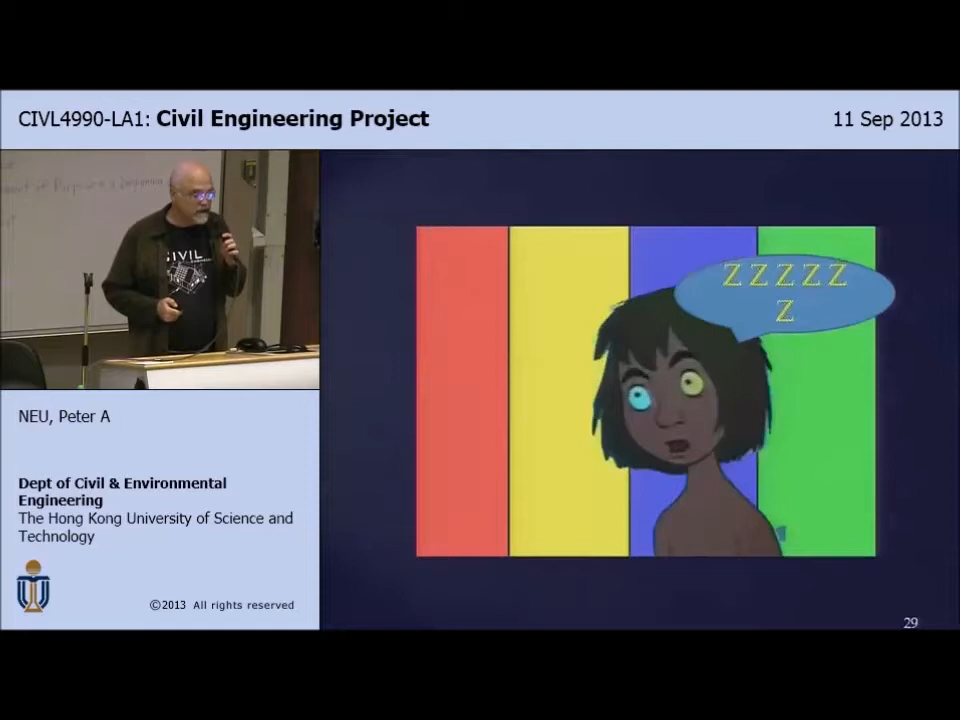 CIVL4990-LA1: Civil Engineering Project
11 Sep 2013
CIVIL
Z Z Z Z Z
Z
NEU, Peter A
Dept of Civil & Environmental
Engineering
The Hong Kong University of Science and
Technology
©2013 All rights reserved
29